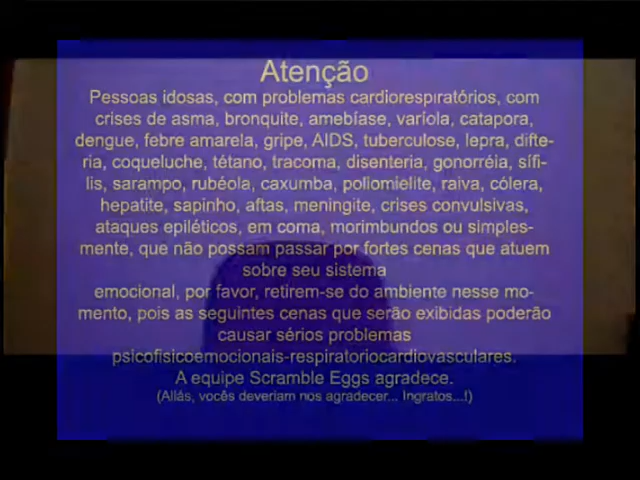 Atenção
Pessoas idosas, com problemas cardiorespiratórios, com
crises de asma, bronquite, amebíase, varíola, catapora,
dengue, febre amarela, gripe, AIDS, tuberculose, lepra, difte-
ria, coqueluche, tétano, tracoma, disenteria, gonorréia, sífi-
lis, sarampo, rubéola, caxumba, poliomielite, raiva, cólera,
hepatite, sapinho, aftas, meningite, crises convulsivas,
ataques epiléticos, em coma, morimbundos ou simples-
mente, que não possam passar por fortes cenas que atuem
sobre seu sistema
emocional, por favor, retirem-se do ambiente nesse mo-
mento, pois as seguintes cenas que serão exibidas poderão
causar sérios problemas
psicofisicoemocionais-respiratoriocardiovasculares.
A equipe Scramble Eggs agradece.
(Aliás, vocês deveriam nos agradecer... Ingratos...!)